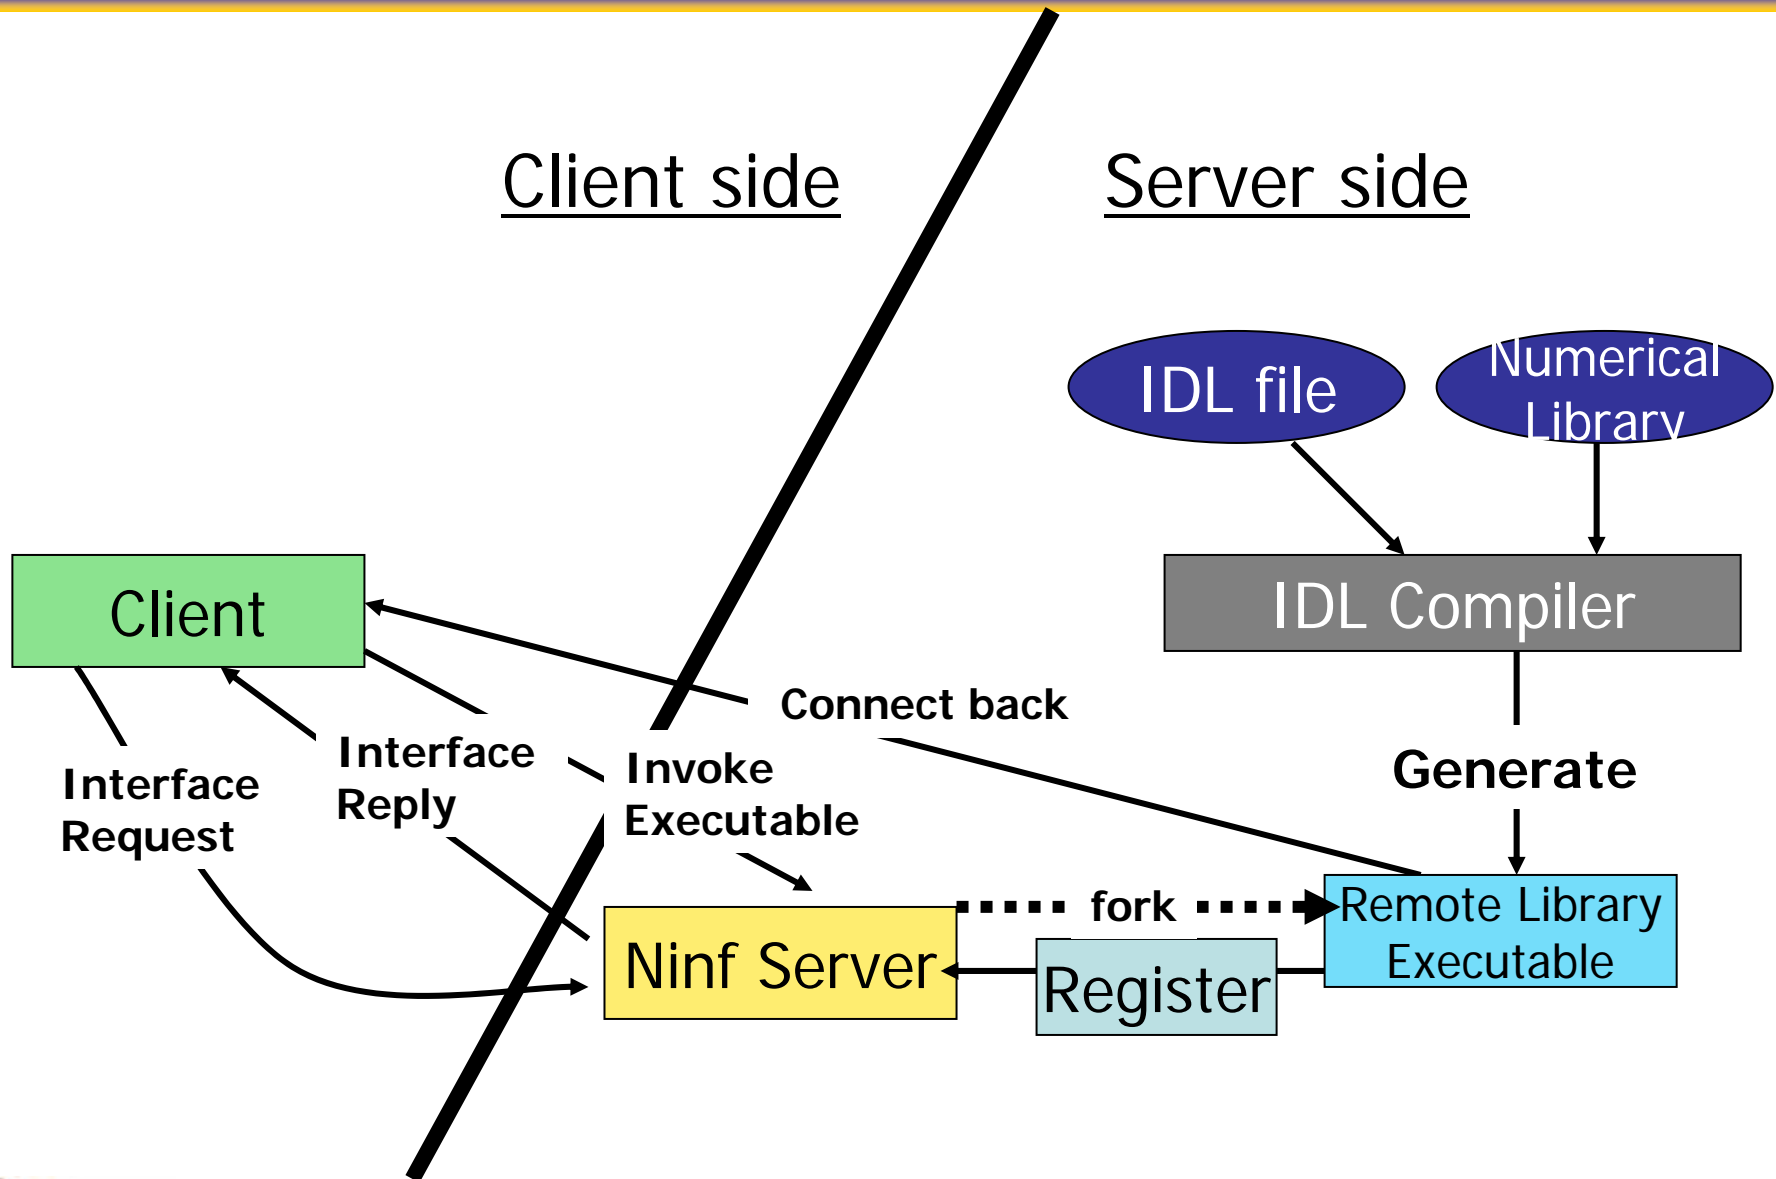 Client side
Server side
IDL file
Numerical
Library
Client
IDL Compiler
Connect back
Interface
Reply
Invoke
Executable
Interface
Request
Generate
fork
Remote Library
Executable
Ninf Server
Register